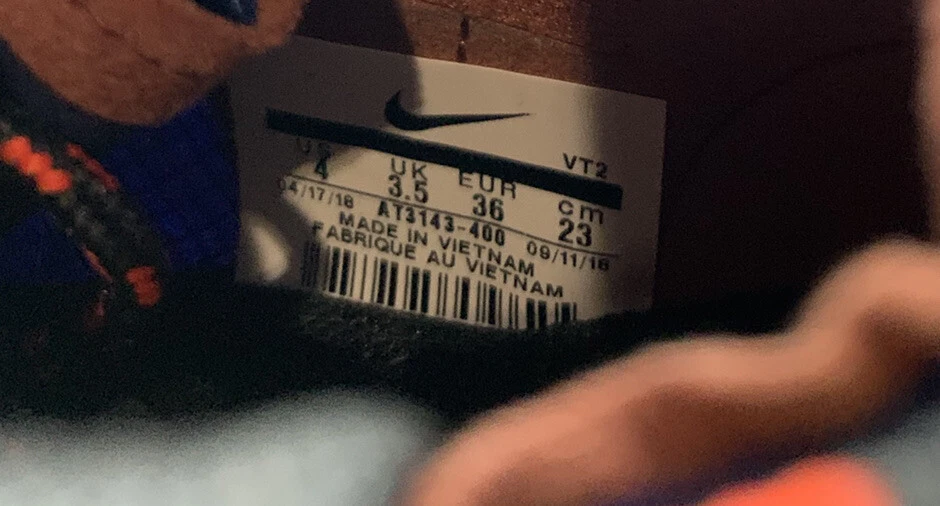 VT2
US UK EUR cm
4 3.5 36 23
04/17/18 AT3143-400 09/11/18
MADE IN VIETNAM
FABRIQUE AU VIETNAM